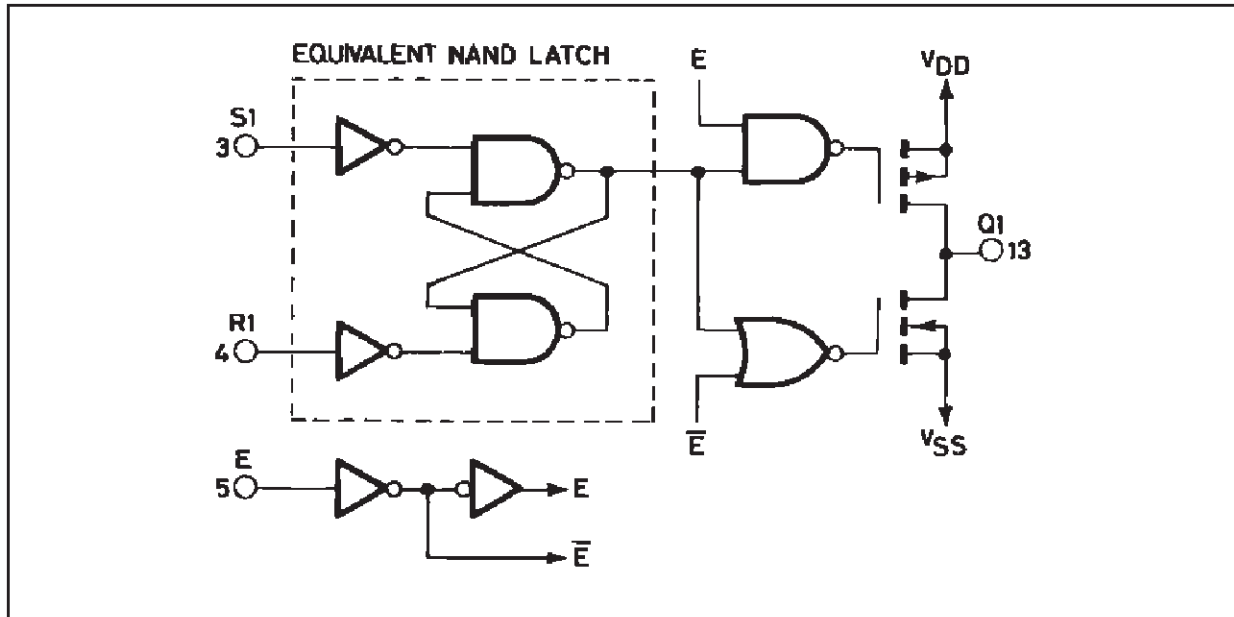 EQUIVALENT NAND LATCH
E
VDD
S1
3
Q1
13
R1
4
E̅
VSS
E
5
E
E̅